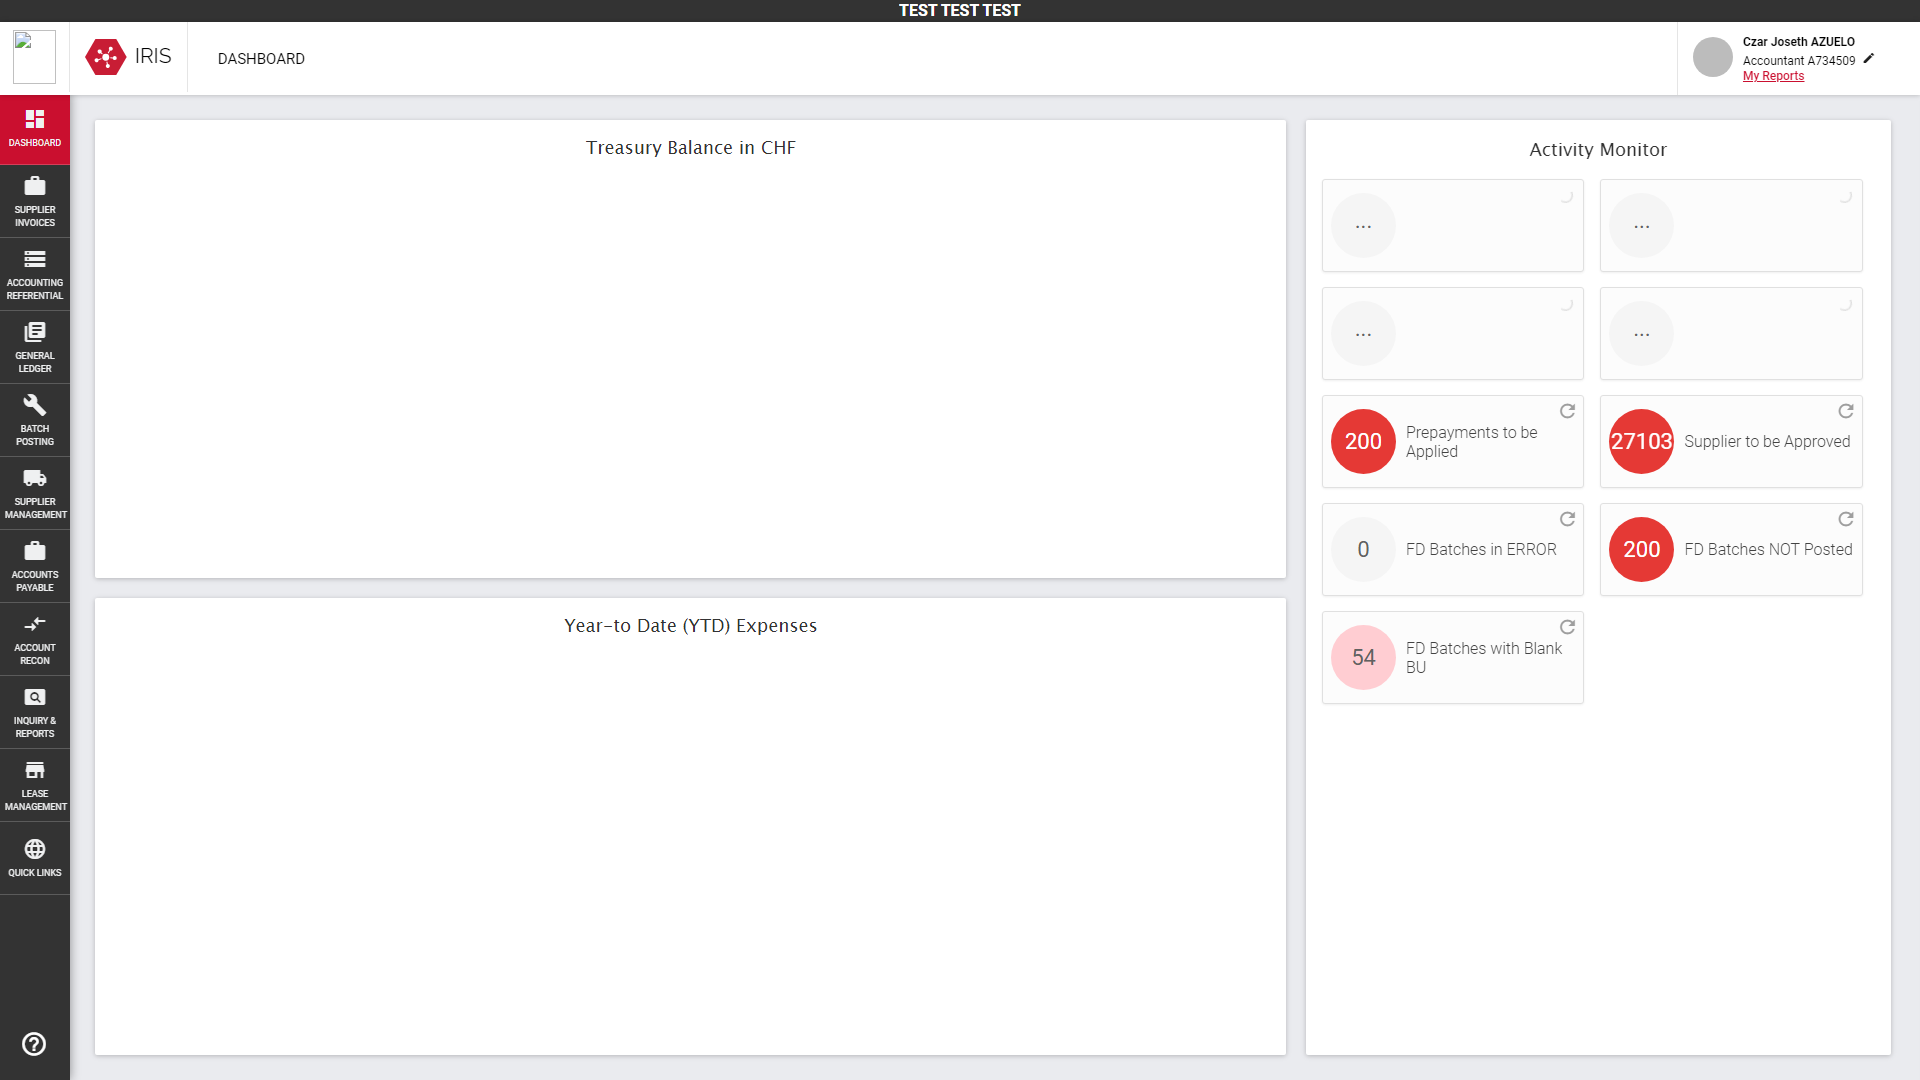 TEST TEST TEST
IRIS
DASHBOARD
Czar Joseth AZUELO
Accountant A734509
My Reports
DASHBOARD
SUPPLIER
INVOICES
ACCOUNTING
REFERENTIAL
GENERAL
LEDGER
BATCH
POSTING
SUPPLIER
MANAGEMENT
ACCOUNTS
PAYABLE
ACCOUNT
RECON
INQUIRY &
REPORTS
LEASE
MANAGEMENT
QUICK LINKS
Treasury Balance in CHF
Year-to Date (YTD) Expenses
Activity Monitor
...
...
...
...
200
Prepayments to be
Applied
27103
Supplier to be Approved
0
FD Batches in ERROR
200
FD Batches NOT Posted
54
FD Batches with Blank
BU